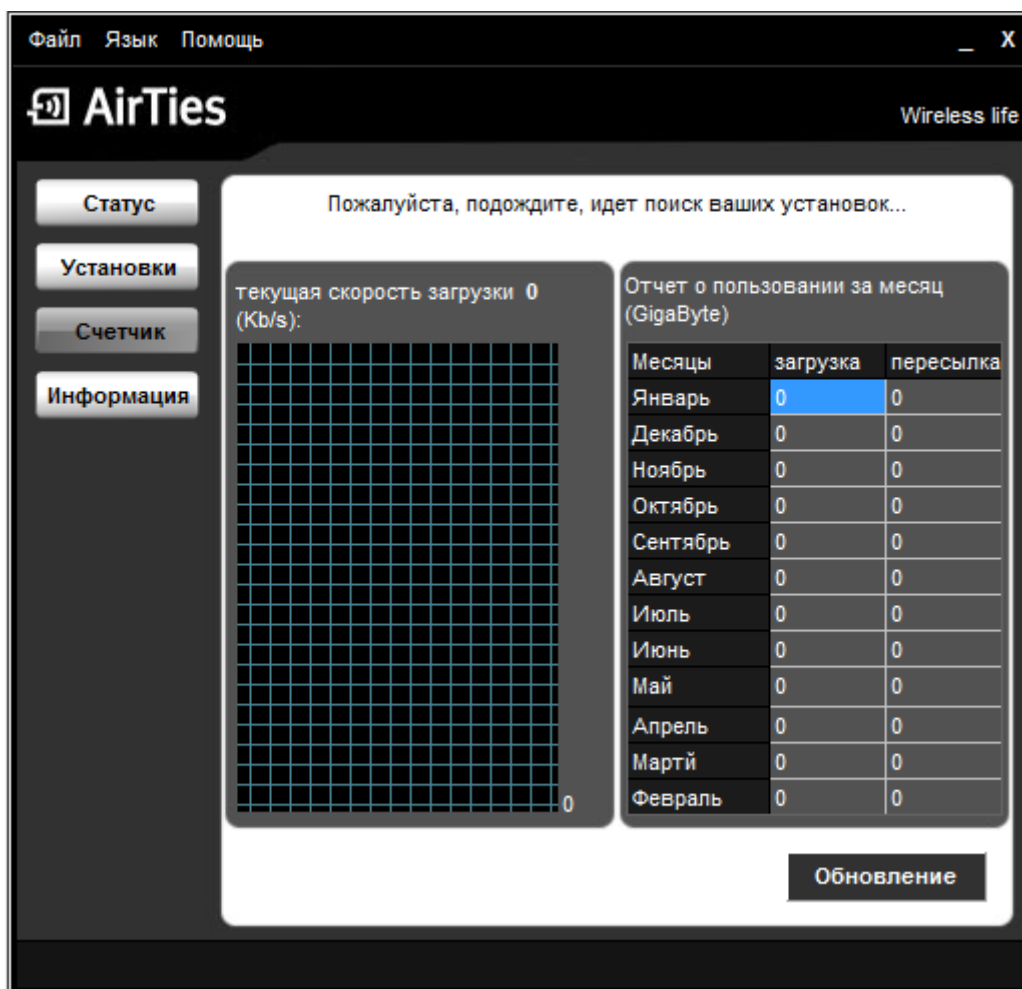 Файл Язык Помощь _ X
AirTies
Wireless life
Статус
Установки
Счетчик
Информация
Пожалуйста, подождите, идет поиск ваших установок...
текущая скорость загрузки 0
(Kb/s):
0
Отчет о пользовании за месяц
(GigaByte)
Месяцы загрузка пересылка
Январь 0 0
Декабрь 0 0
Ноябрь 0 0
Октябрь 0 0
Сентябрь 0 0
Август 0 0
Июль 0 0
Июнь 0 0
Май 0 0
Апрель 0 0
Мартй 0 0
Февраль 0 0
Обновление